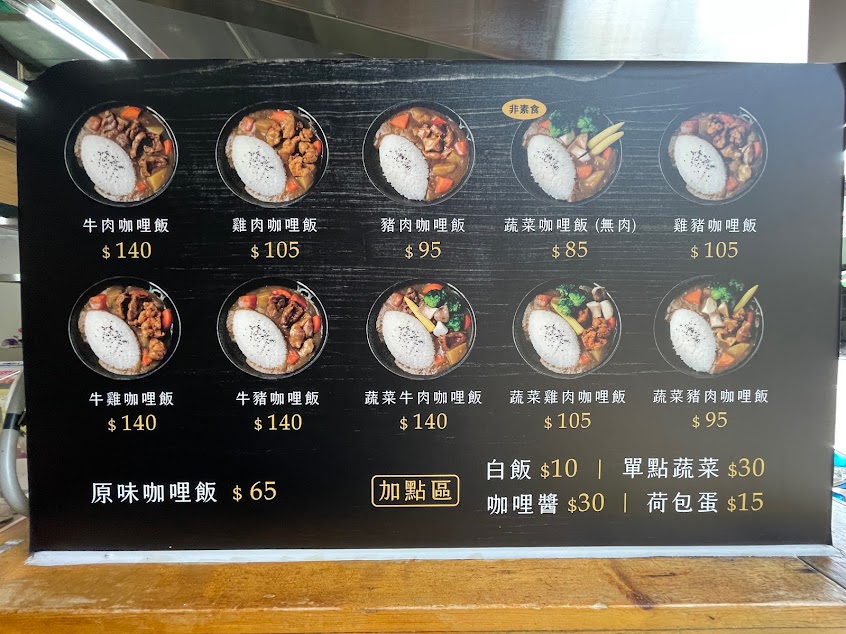 非素食
牛肉咖哩飯
$140
雞肉咖哩飯
$105
豬肉咖哩飯
$95
蔬菜咖哩飯 (無肉)
$85
雞豬咖哩飯
$105
牛雞咖哩飯
$140
牛豬咖哩飯
$140
蔬菜牛肉咖哩飯
$140
蔬菜雞肉咖哩飯
$105
蔬菜豬肉咖哩飯
$95
原味咖哩飯 $65
加點區
白飯 $10 | 單點蔬菜 $30
咖哩醬 $30 | 荷包蛋 $15